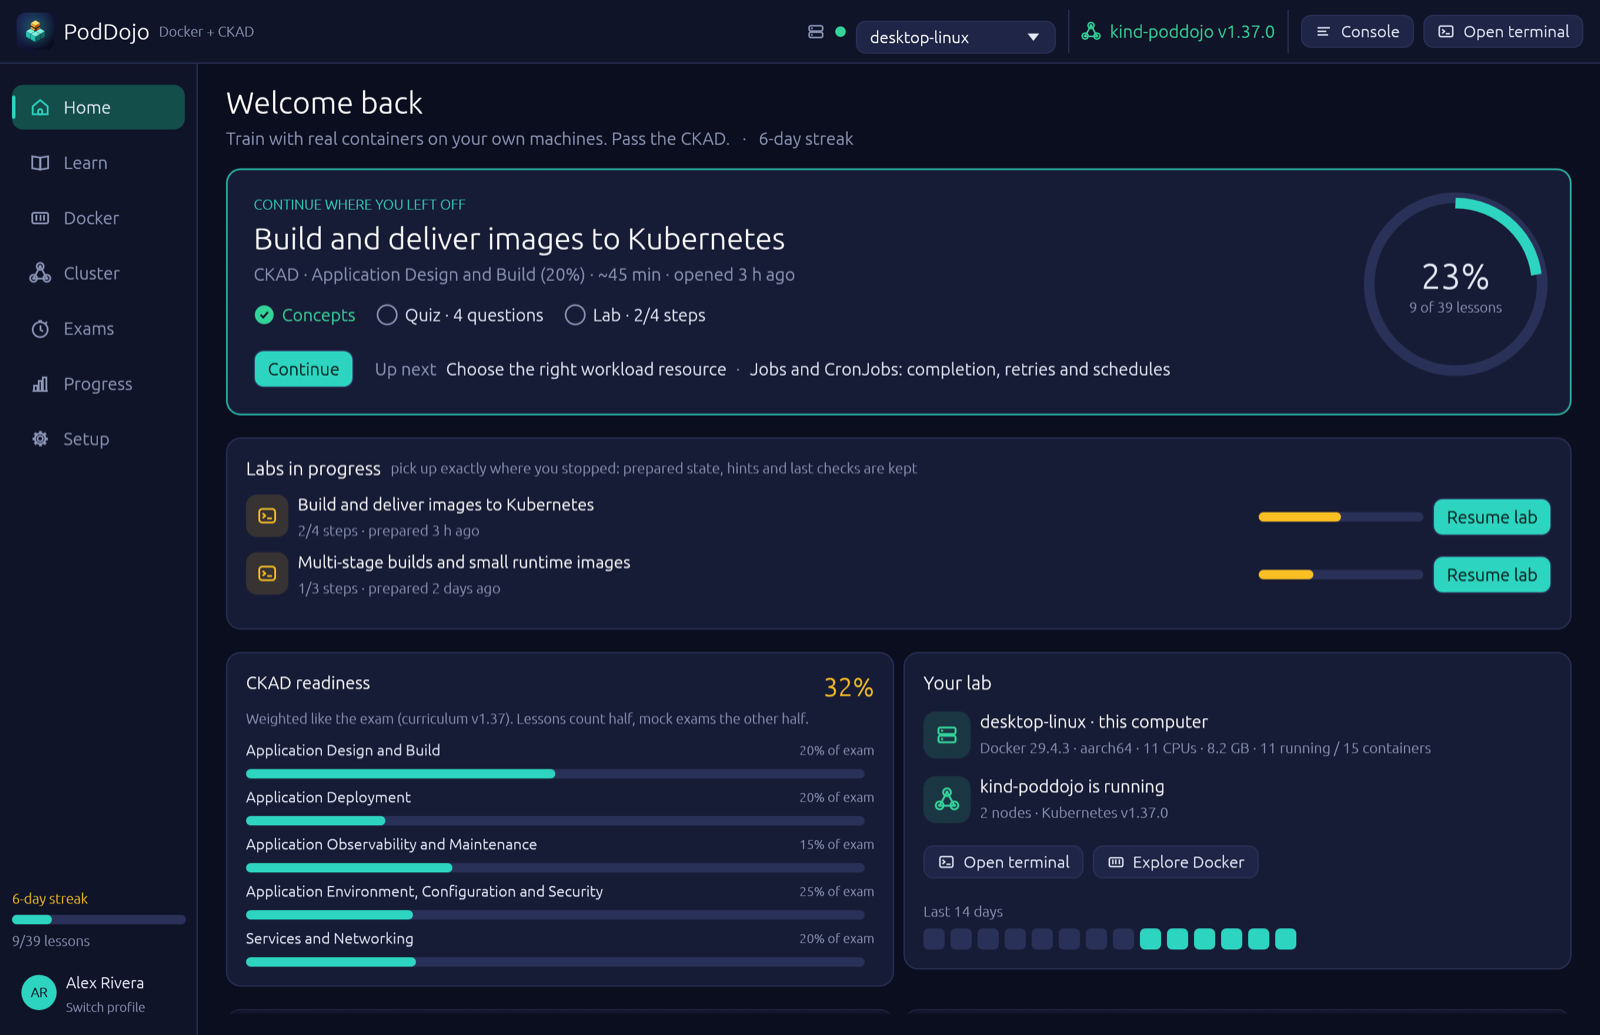 PodDojo Docker + CKAD
desktop-linux
kind-poddojo v1.37.0
Console
Open terminal
Home
Learn
Docker
Cluster
Exams
Progress
Setup
6-day streak
9/39 lessons
AR
Alex Rivera
Switch profile
Welcome back
Train with real containers on your own machines. Pass the CKAD. · 6-day streak
CONTINUE WHERE YOU LEFT OFF
Build and deliver images to Kubernetes
CKAD · Application Design and Build (20%) · ~45 min · opened 3 h ago
Concepts
Quiz · 4 questions
Lab · 2/4 steps
Continue
Up next Choose the right workload resource · Jobs and CronJobs: completion, retries and schedules
23%
9 of 39 lessons
Labs in progress pick up exactly where you stopped: prepared state, hints and last checks are kept
Build and deliver images to Kubernetes
2/4 steps · prepared 3 h ago
Resume lab
Multi-stage builds and small runtime images
1/3 steps · prepared 2 days ago
Resume lab
CKAD readiness 32%
Weighted like the exam (curriculum v1.37). Lessons count half, mock exams the other half.
Application Design and Build 20% of exam
Application Deployment 20% of exam
Application Observability and Maintenance 15% of exam
Application Environment, Configuration and Security 25% of exam
Services and Networking 20% of exam
Your lab
desktop-linux · this computer
Docker 29.4.3 · aarch64 · 11 CPUs · 8.2 GB · 11 running / 15 containers
kind-poddojo is running
2 nodes · Kubernetes v1.37.0
Open terminal
Explore Docker
Last 14 days